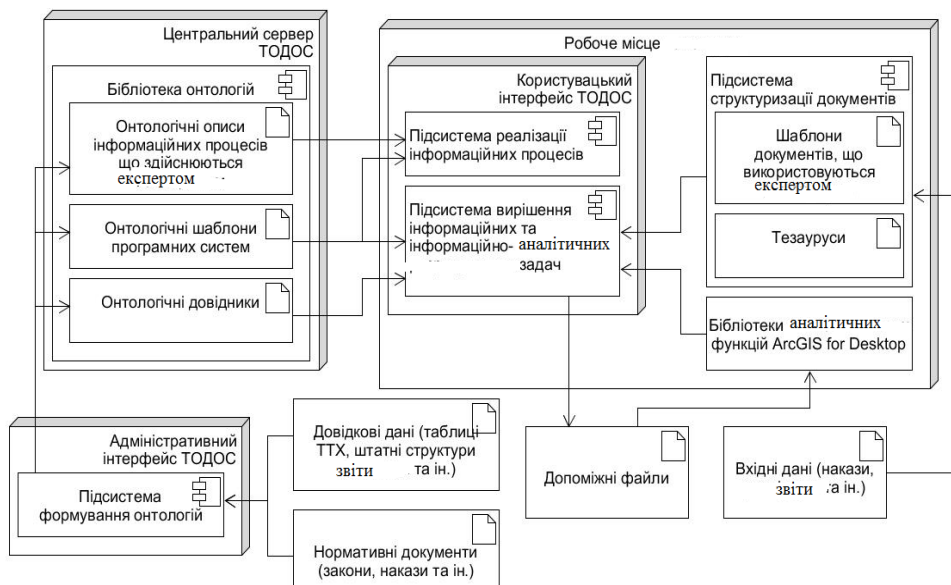 Центральний сервер
ТОДОС
Бібліотека онтологій
Онтологічні описи
інформаційних процесів
що здійснюються
експертом
Онтологічні шаблони
програмних систем
Онтологічні довідники
Робоче місце
Користувацький
інтерфейс ТОДОС
Підсистема реалізації
інформаційних процесів
Підсистема вирішення
інформаційних та
інформаційно- аналітичних
задач
Підсистема
структуризації документів
Шаблони
документів, що
використовуються
експертом
Тезауруси
Бібліотеки аналітичних
функцій ArcGIS for Desktop
Адміністративний
інтерфейс ТОДОС
Підсистема
формування онтологій
Довідкові дані (таблиці
ТТХ, штатні структури
звіти та ін.)
Нормативні документи
(закони, накази та ін.)
Допоміжні файли
Вхідні дані (накази,
звіти та ін.)